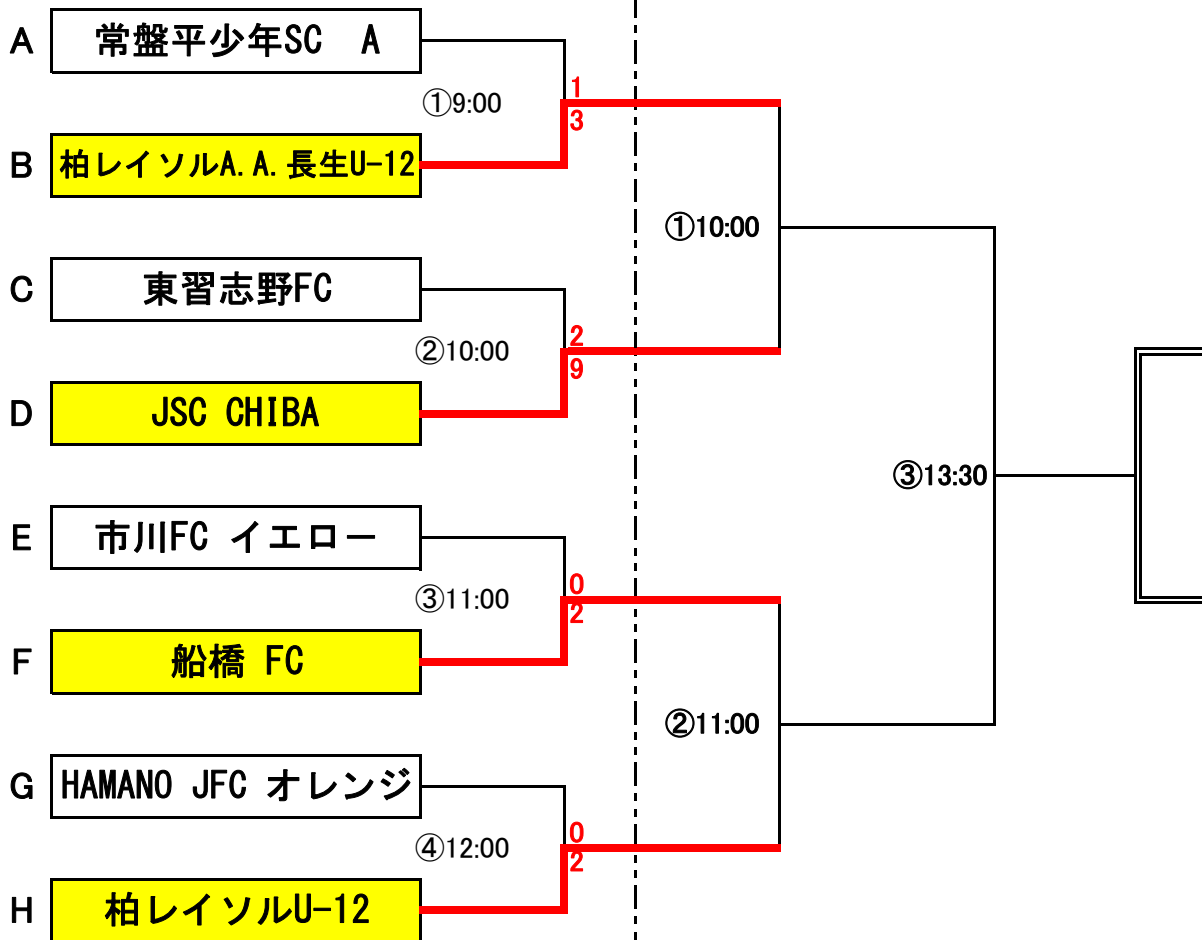 A 常盤平少年SC　A
①9:00
1
3
B 柏レイソルA.A.長生U-12
①10:00
C 東習志野FC
②10:00
2
9
D JSC CHIBA
③13:30
E 市川FC イエロー
③11:00
0
2
F 船橋 FC
②11:00
G HAMANO JFC オレンジ
④12:00
0
2
H 柏レイソルU-12